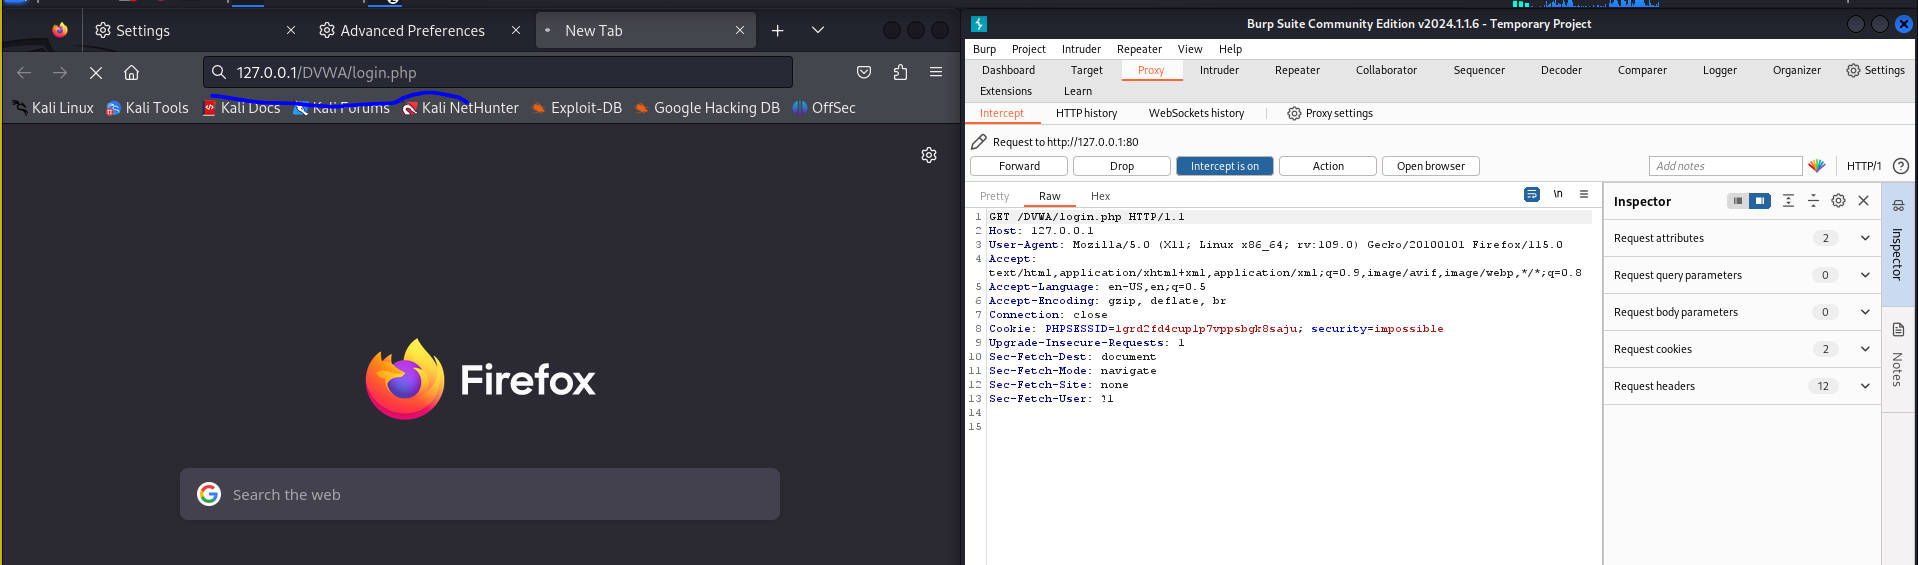 Settings
Advanced Preferences
New Tab
127.0.0.1/DVWA/login.php
Kali Linux
Kali Tools
Kali Docs
Kali Forums
Kali NetHunter
Exploit-DB
Google Hacking DB
OffSec
Firefox
Search the web
Burp Suite Community Edition v2024.1.1.6 - Temporary Project
Burp Project Intruder Repeater View Help
Dashboard Target Proxy Intruder Repeater Collaborator Sequencer Decoder Comparer Logger Organizer Settings
Extensions Learn
Intercept HTTP history WebSockets history Proxy settings
Request to http://127.0.0.1:80
Forward Drop Intercept is on Action Open browser Add notes HTTP/1
Pretty Raw Hex \n
1 GET /DVWA/login.php HTTP/1.1
2 Host: 127.0.0.1
3 User-Agent: Mozilla/5.0 (X11; Linux x86_64; rv:109.0) Gecko/20100101 Firefox/115.0
4 Accept:
text/html,application/xhtml+xml,application/xml;q=0.9,image/avif,image/webp,*/*;q=0.8
5 Accept-Language: en-US,en;q=0.5
6 Accept-Encoding: gzip, deflate, br
7 Connection: close
8 Cookie: PHPSESSID=lgrd2fd4cuplp7vppsbgk8saju; security=impossible
9 Upgrade-Insecure-Requests: 1
10 Sec-Fetch-Dest: document
11 Sec-Fetch-Mode: navigate
12 Sec-Fetch-Site: none
13 Sec-Fetch-User: ?1
14
15
Inspector
Request attributes 2
Request query parameters 0
Request body parameters 0
Request cookies 2
Request headers 12
Inspector
Notes